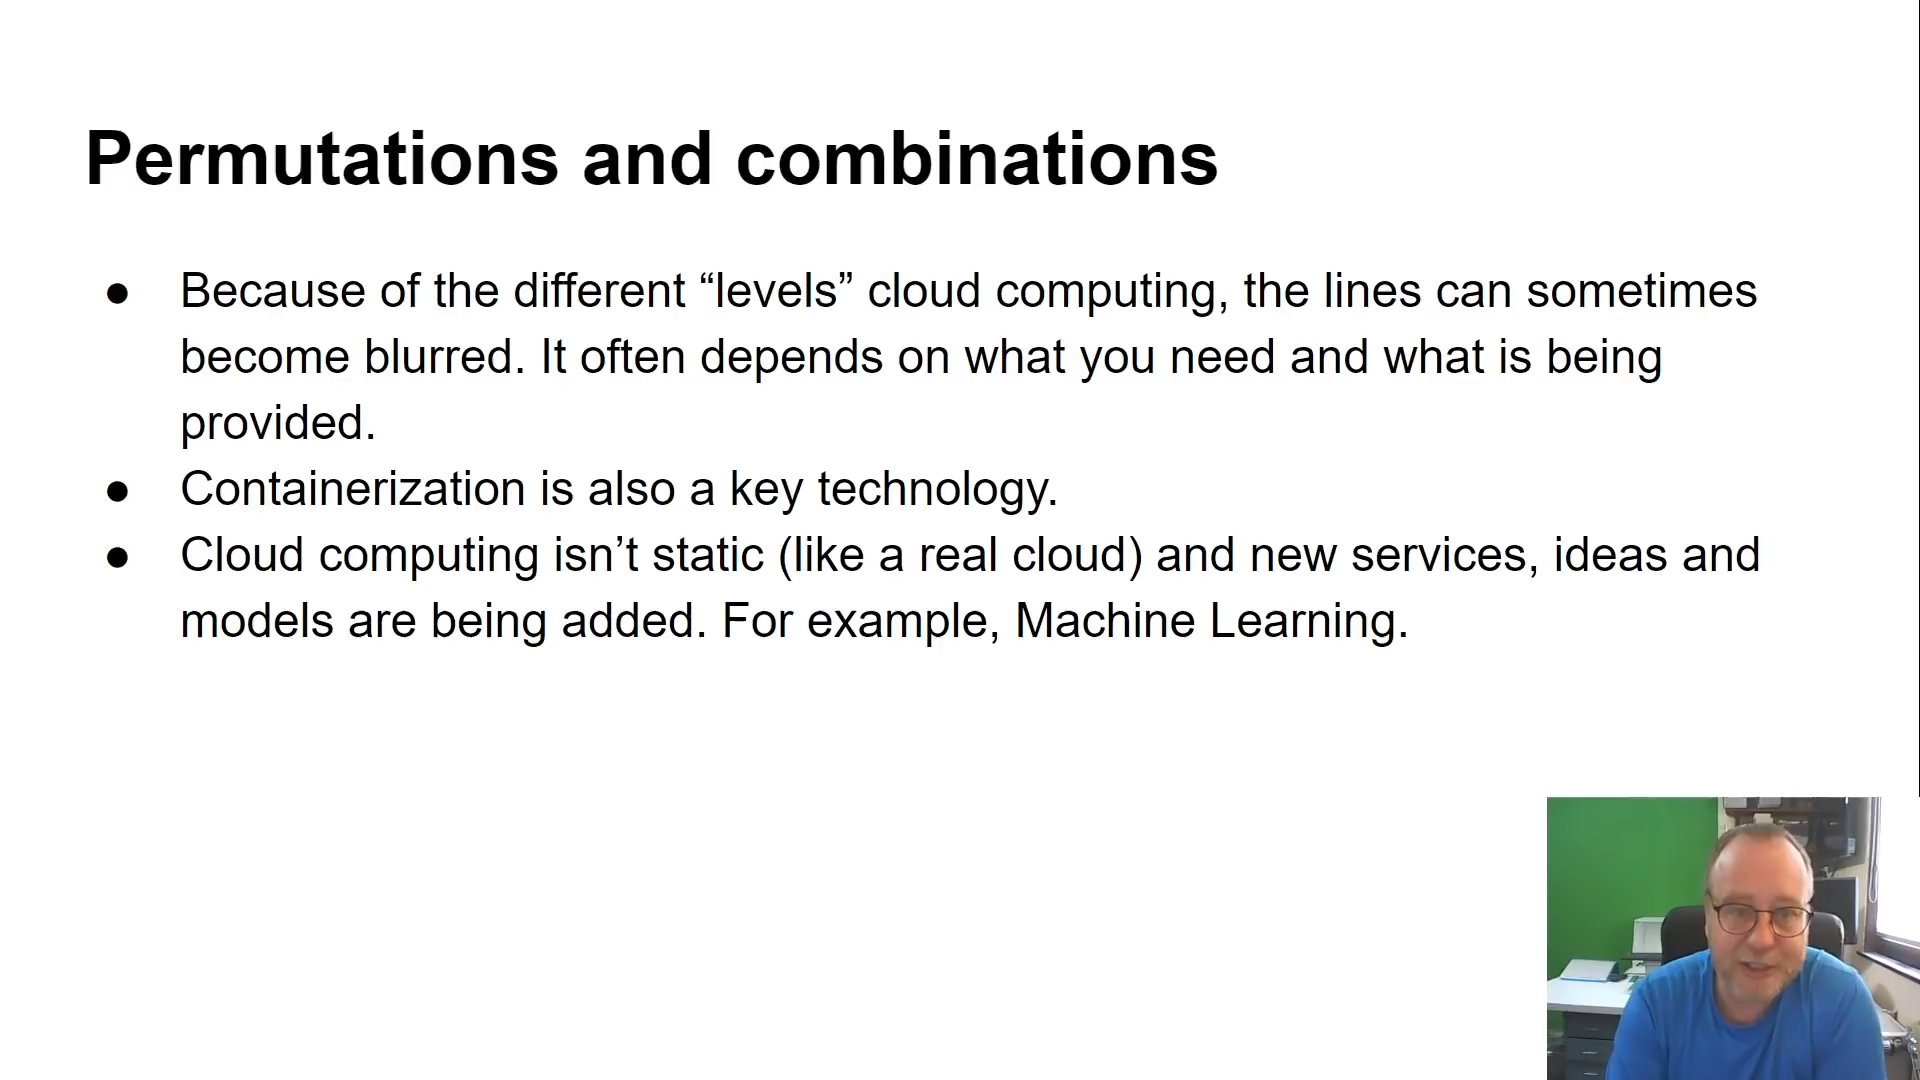 Permutations and combinations
● Because of the different “levels” cloud computing, the lines can sometimes
become blurred. It often depends on what you need and what is being
provided.
● Containerization is also a key technology.
● Cloud computing isn’t static (like a real cloud) and new services, ideas and
models are being added. For example, Machine Learning.